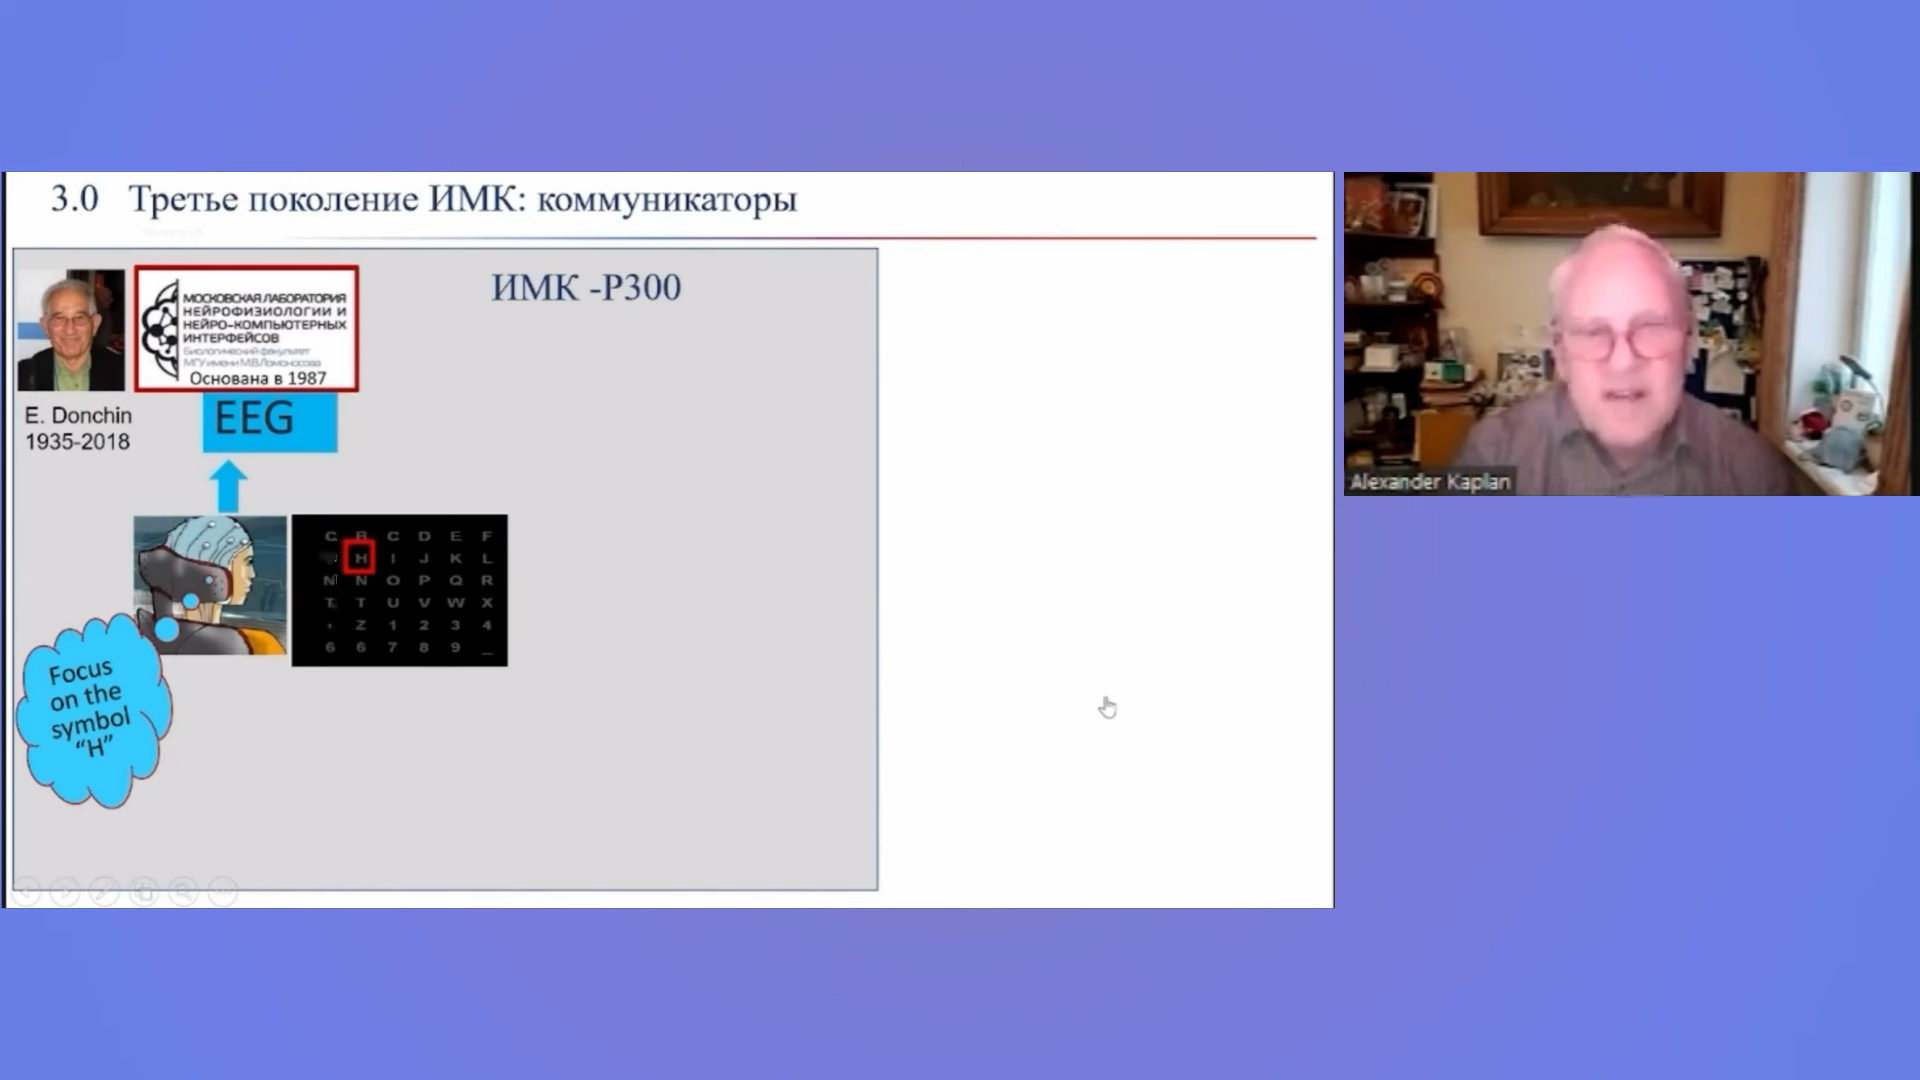 3.0 Третье поколение ИМК: коммуникаторы
ИМК -Р300
МОСКОВСКАЯ ЛАБОРАТОРИЯ
НЕЙРОФИЗИОЛОГИИ И
НЕЙРО-КОМПЬЮТЕРНЫХ
ИНТЕРФЕЙСОВ
Биологический факультет
МГУ имени М.В.Ломоносова
Основана в 1987
E. Donchin
1935-2018
EEG
C B C D E F
H I J K L
N N O P Q R
T T U V W X
Z 1 2 3 4
6 6 7 8 9 _
Focus
on the
symbol
“H”
Alexander Kaplan